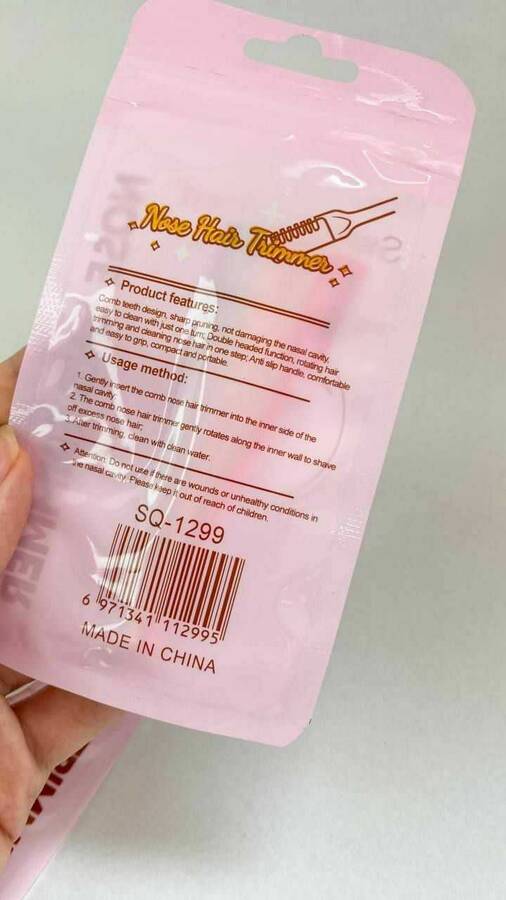 Nose Hair Trimmer
Product features:
Comb teeth design, sharp pruning, not damaging the nasal cavity,
easy to clean with just one turn; Double headed function, rotating hair
trimming and cleaning nose hair in one step; Anti slip handle, comfortable
and easy to grip, compact and portable.
Usage method:
1. Gently insert the comb nose hair trimmer into the inner side of the
nasal cavity
2. The comb nose hair trimmer gently rotates along the inner wall to shave
off excess nose hair;
3. After trimming, clean with clean water.
Attention: Do not use if there are wounds or unhealthy conditions in
the nasal cavity. Please keep it out of reach of children.
SQ-1299
6 971341 112995
MADE IN CHINA